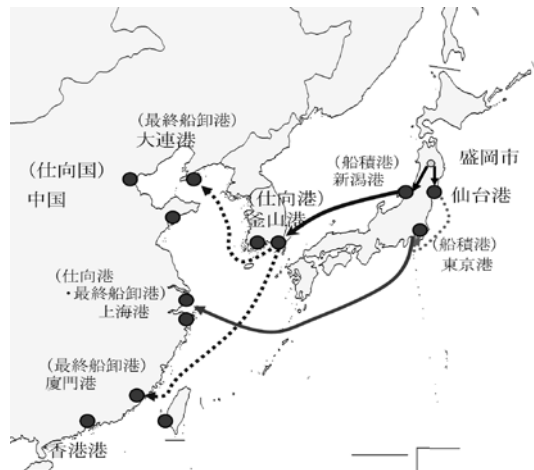 (最終船卸港)
大連港
(仕向国)
中国
(船積港)
新潟港
盛岡市
(仕向港)
釜山港
仙台港
(船積港)
東京港
(仕向港
・最終船卸港)
上海港
(最終船卸港)
廈門港
香港港